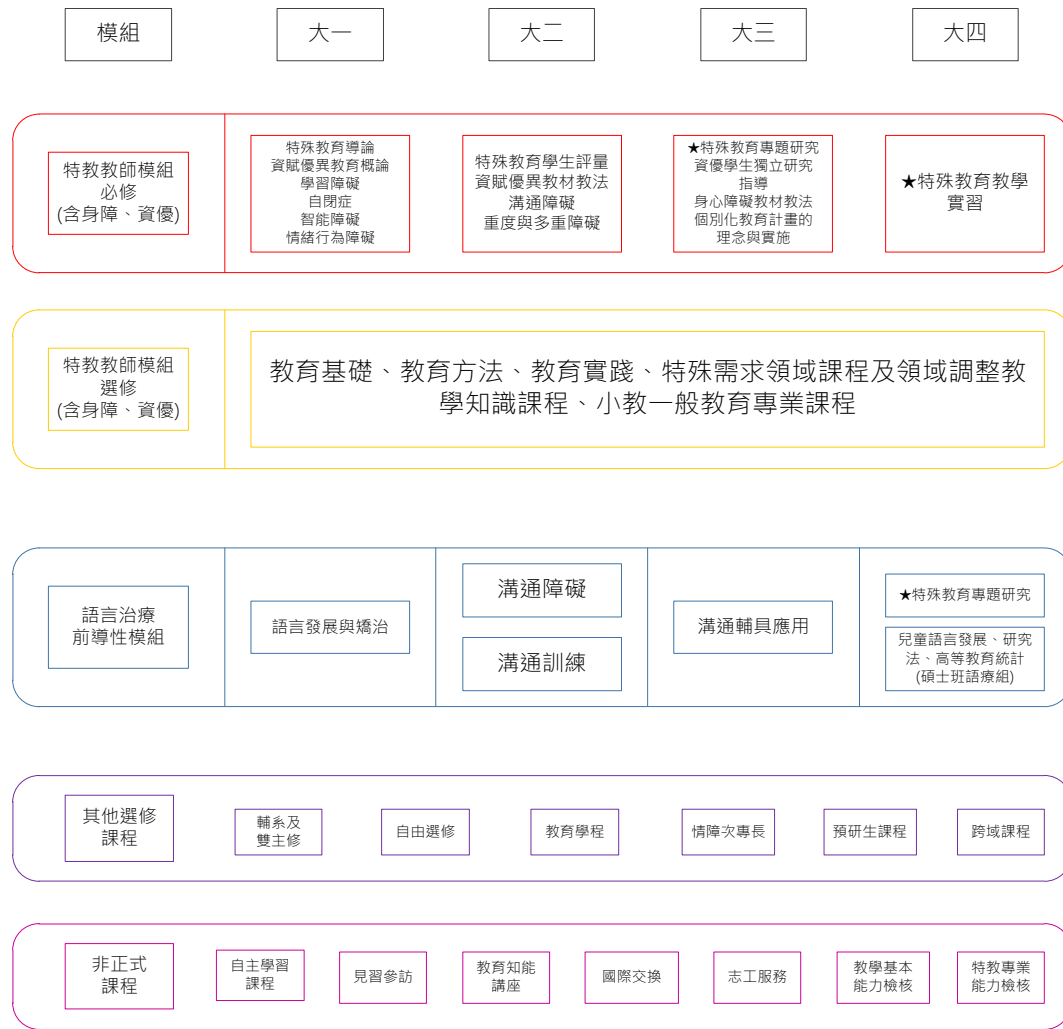 模組
大一
大二
大三
大四
特教教師模組
必修
(含身障、資優)
特殊教育導論
資賦優異教育概論
學習障礙
自閉症
智能障礙
情緒行為障礙
特殊教育學生評量
資賦優異教材教法
溝通障礙
重度與多重障礙
★特殊教育專題研究
資優學生獨立研究
指導
身心障礙教材教法
個別化教育計畫的
理念與實施
★特殊教育教學
實習
特教教師模組
選修
(含身障、資優)
教育基礎、教育方法、教育實踐、特殊需求領域課程及領域調整教
學知識課程、小教一般教育專業課程
語言治療
前導性模組
語言發展與矯治
溝通障礙
溝通訓練
溝通輔具應用
★特殊教育專題研究
兒童語言發展、研究
法、高等教育統計
(碩士班語療組)
其他選修
課程
輔系及
雙主修
自由選修
教育學程
情障次專長
預研生課程
跨域課程
非正式
課程
自主學習
課程
見習參訪
教育知能
講座
國際交換
志工服務
教學基本
能力檢核
特教專業
能力檢核